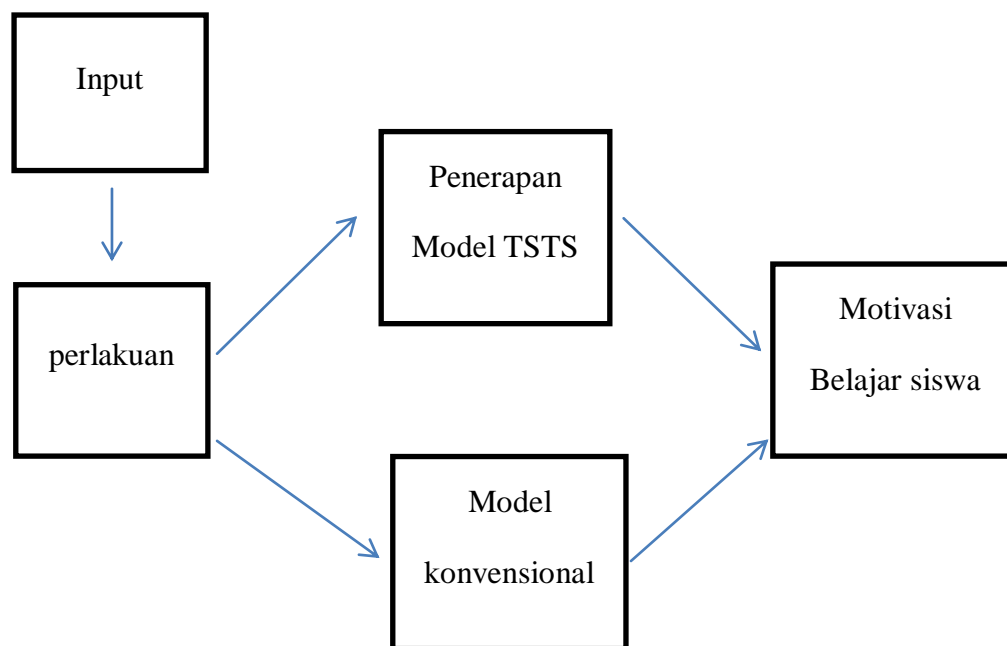 Input
perlakuan
Penerapan
Model TSTS
Model
konvensional
Motivasi
Belajar siswa